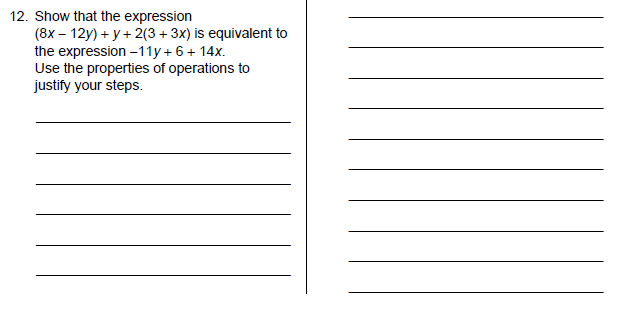 12. Show that the expression
(8x – 12y) + y + 2(3 + 3x) is equivalent to
the expression –11y + 6 + 14x.
Use the properties of operations to
justify your steps.